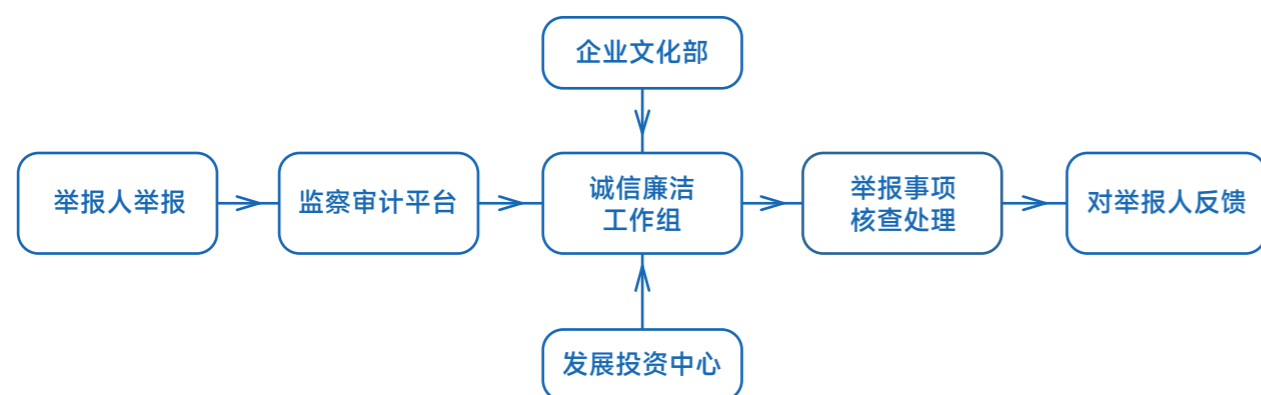 企业文化部
举报人举报
监察审计平台
诚信廉洁
工作组
举报事项
核查处理
对举报人反馈
发展投资中心